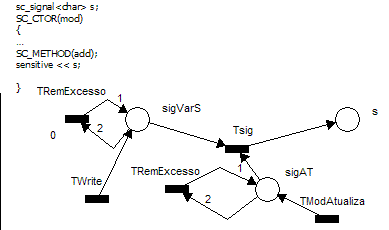 sc_signal<char> s;
SC_CTOR(mod)
{
...
SC_METHOD(add);
sensitive << s;
}
TRemExcesso
1
sigVarS
s
2
0
Tsig
TRemExcesso
1
sigAT
TWrite
2
TModAtualiza